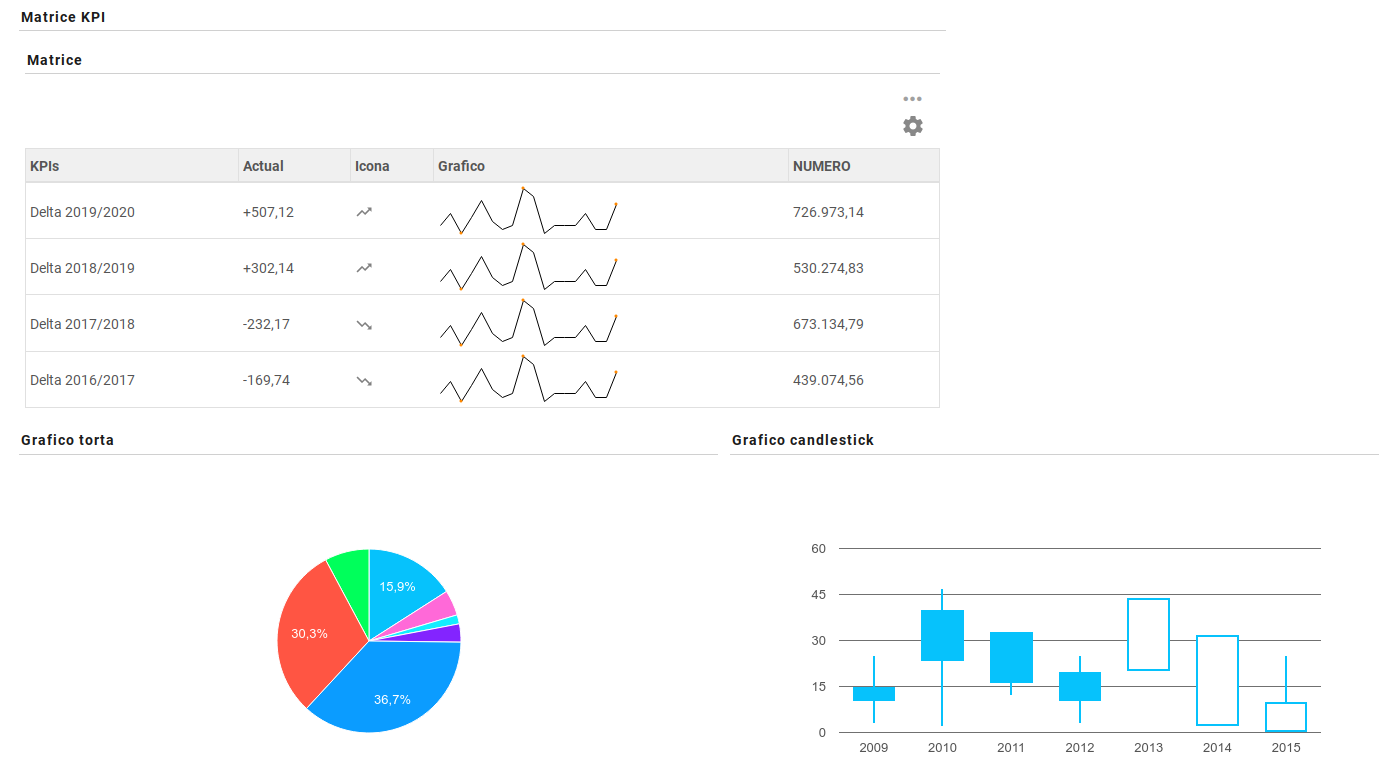 Matrice KPI
Matrice
KPIs Actual Icona Grafico NUMERO
Delta 2019/2020 +507,12 726.973,14
Delta 2018/2019 +302,14 530.274,83
Delta 2017/2018 -232,17 673.134,79
Delta 2016/2017 -169,74 439.074,56
Grafico torta
15,9%
30,3%
36,7%
Grafico candlestick
60
45
30
15
0
2009 2010 2011 2012 2013 2014 2015